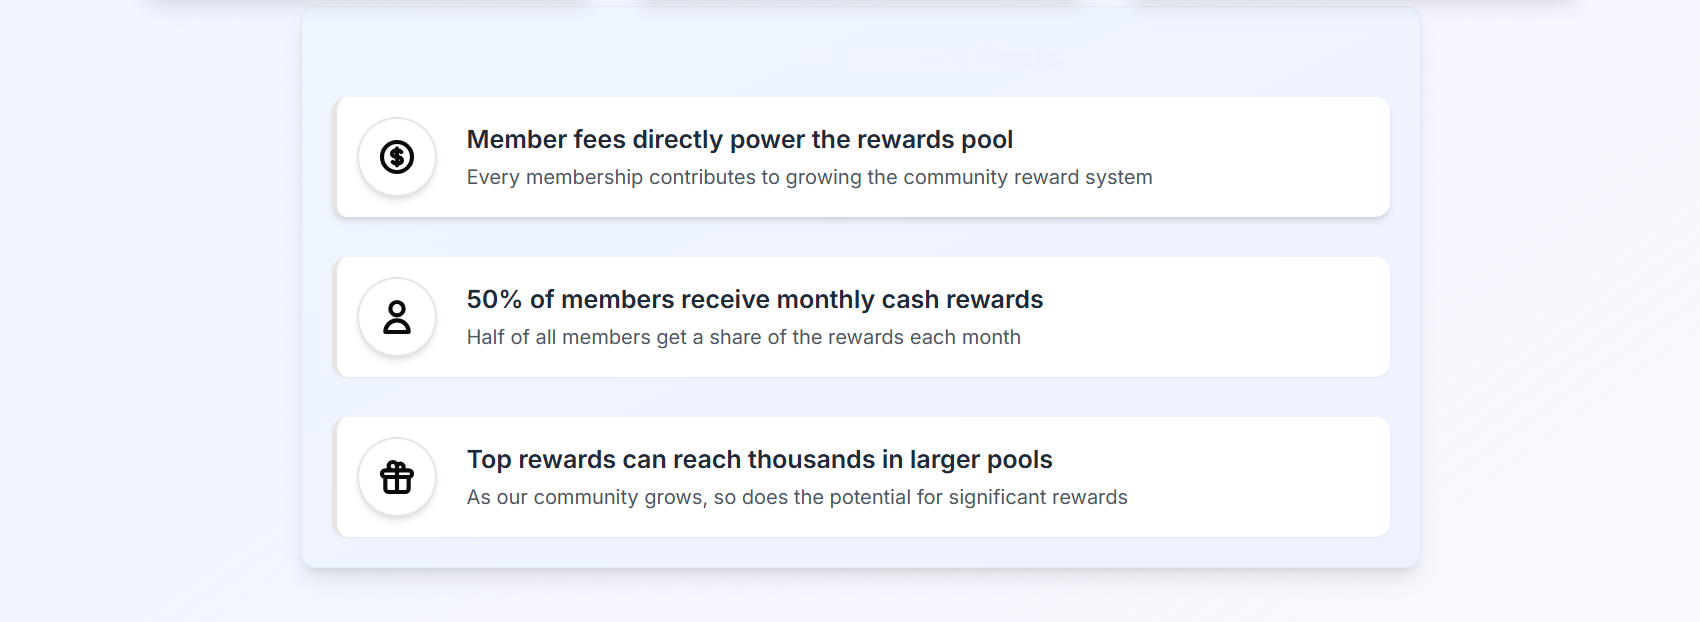 Member fees directly power the rewards pool
Every membership contributes to growing the community reward system
50% of members receive monthly cash rewards
Half of all members get a share of the rewards each month
Top rewards can reach thousands in larger pools
As our community grows, so does the potential for significant rewards